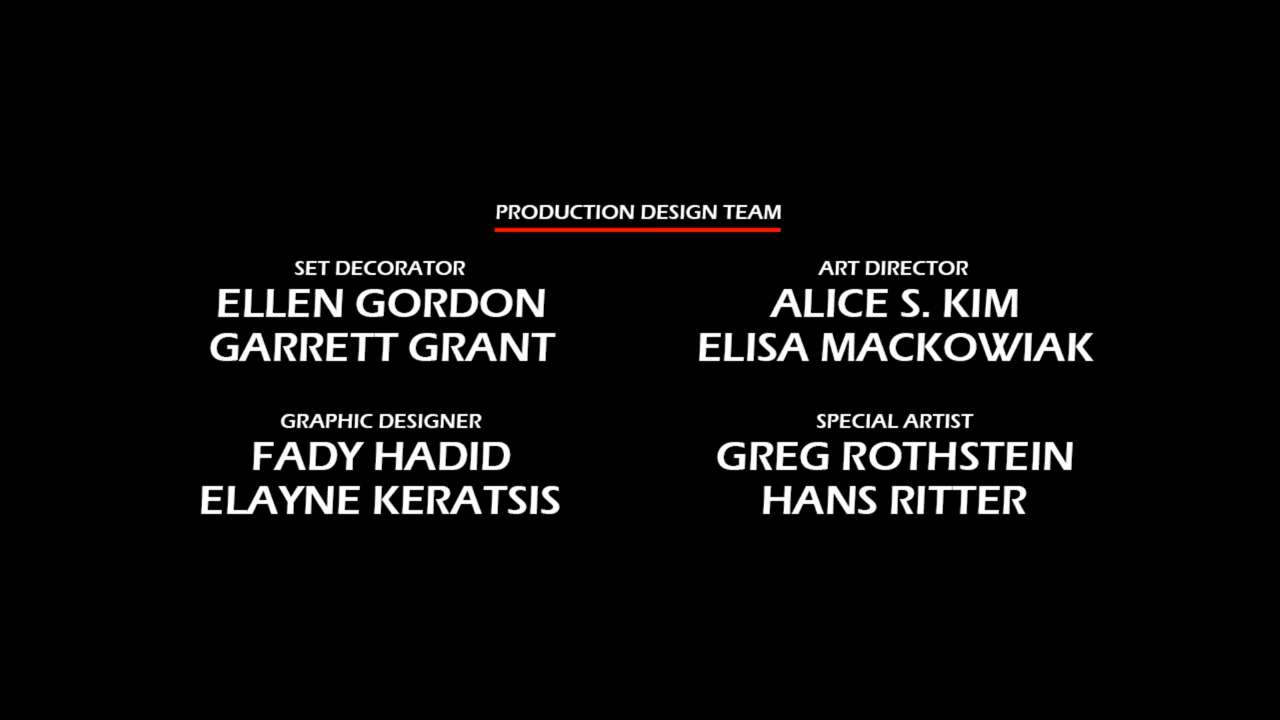 PRODUCTION DESIGN TEAM
SET DECORATOR
ELLEN GORDON
GARRETT GRANT
ART DIRECTOR
ALICE S. KIM
ELISA MACKOWIAK
GRAPHIC DESIGNER
FADY HADID
ELAYNE KERATSIS
SPECIAL ARTIST
GREG ROTHSTEIN
HANS RITTER